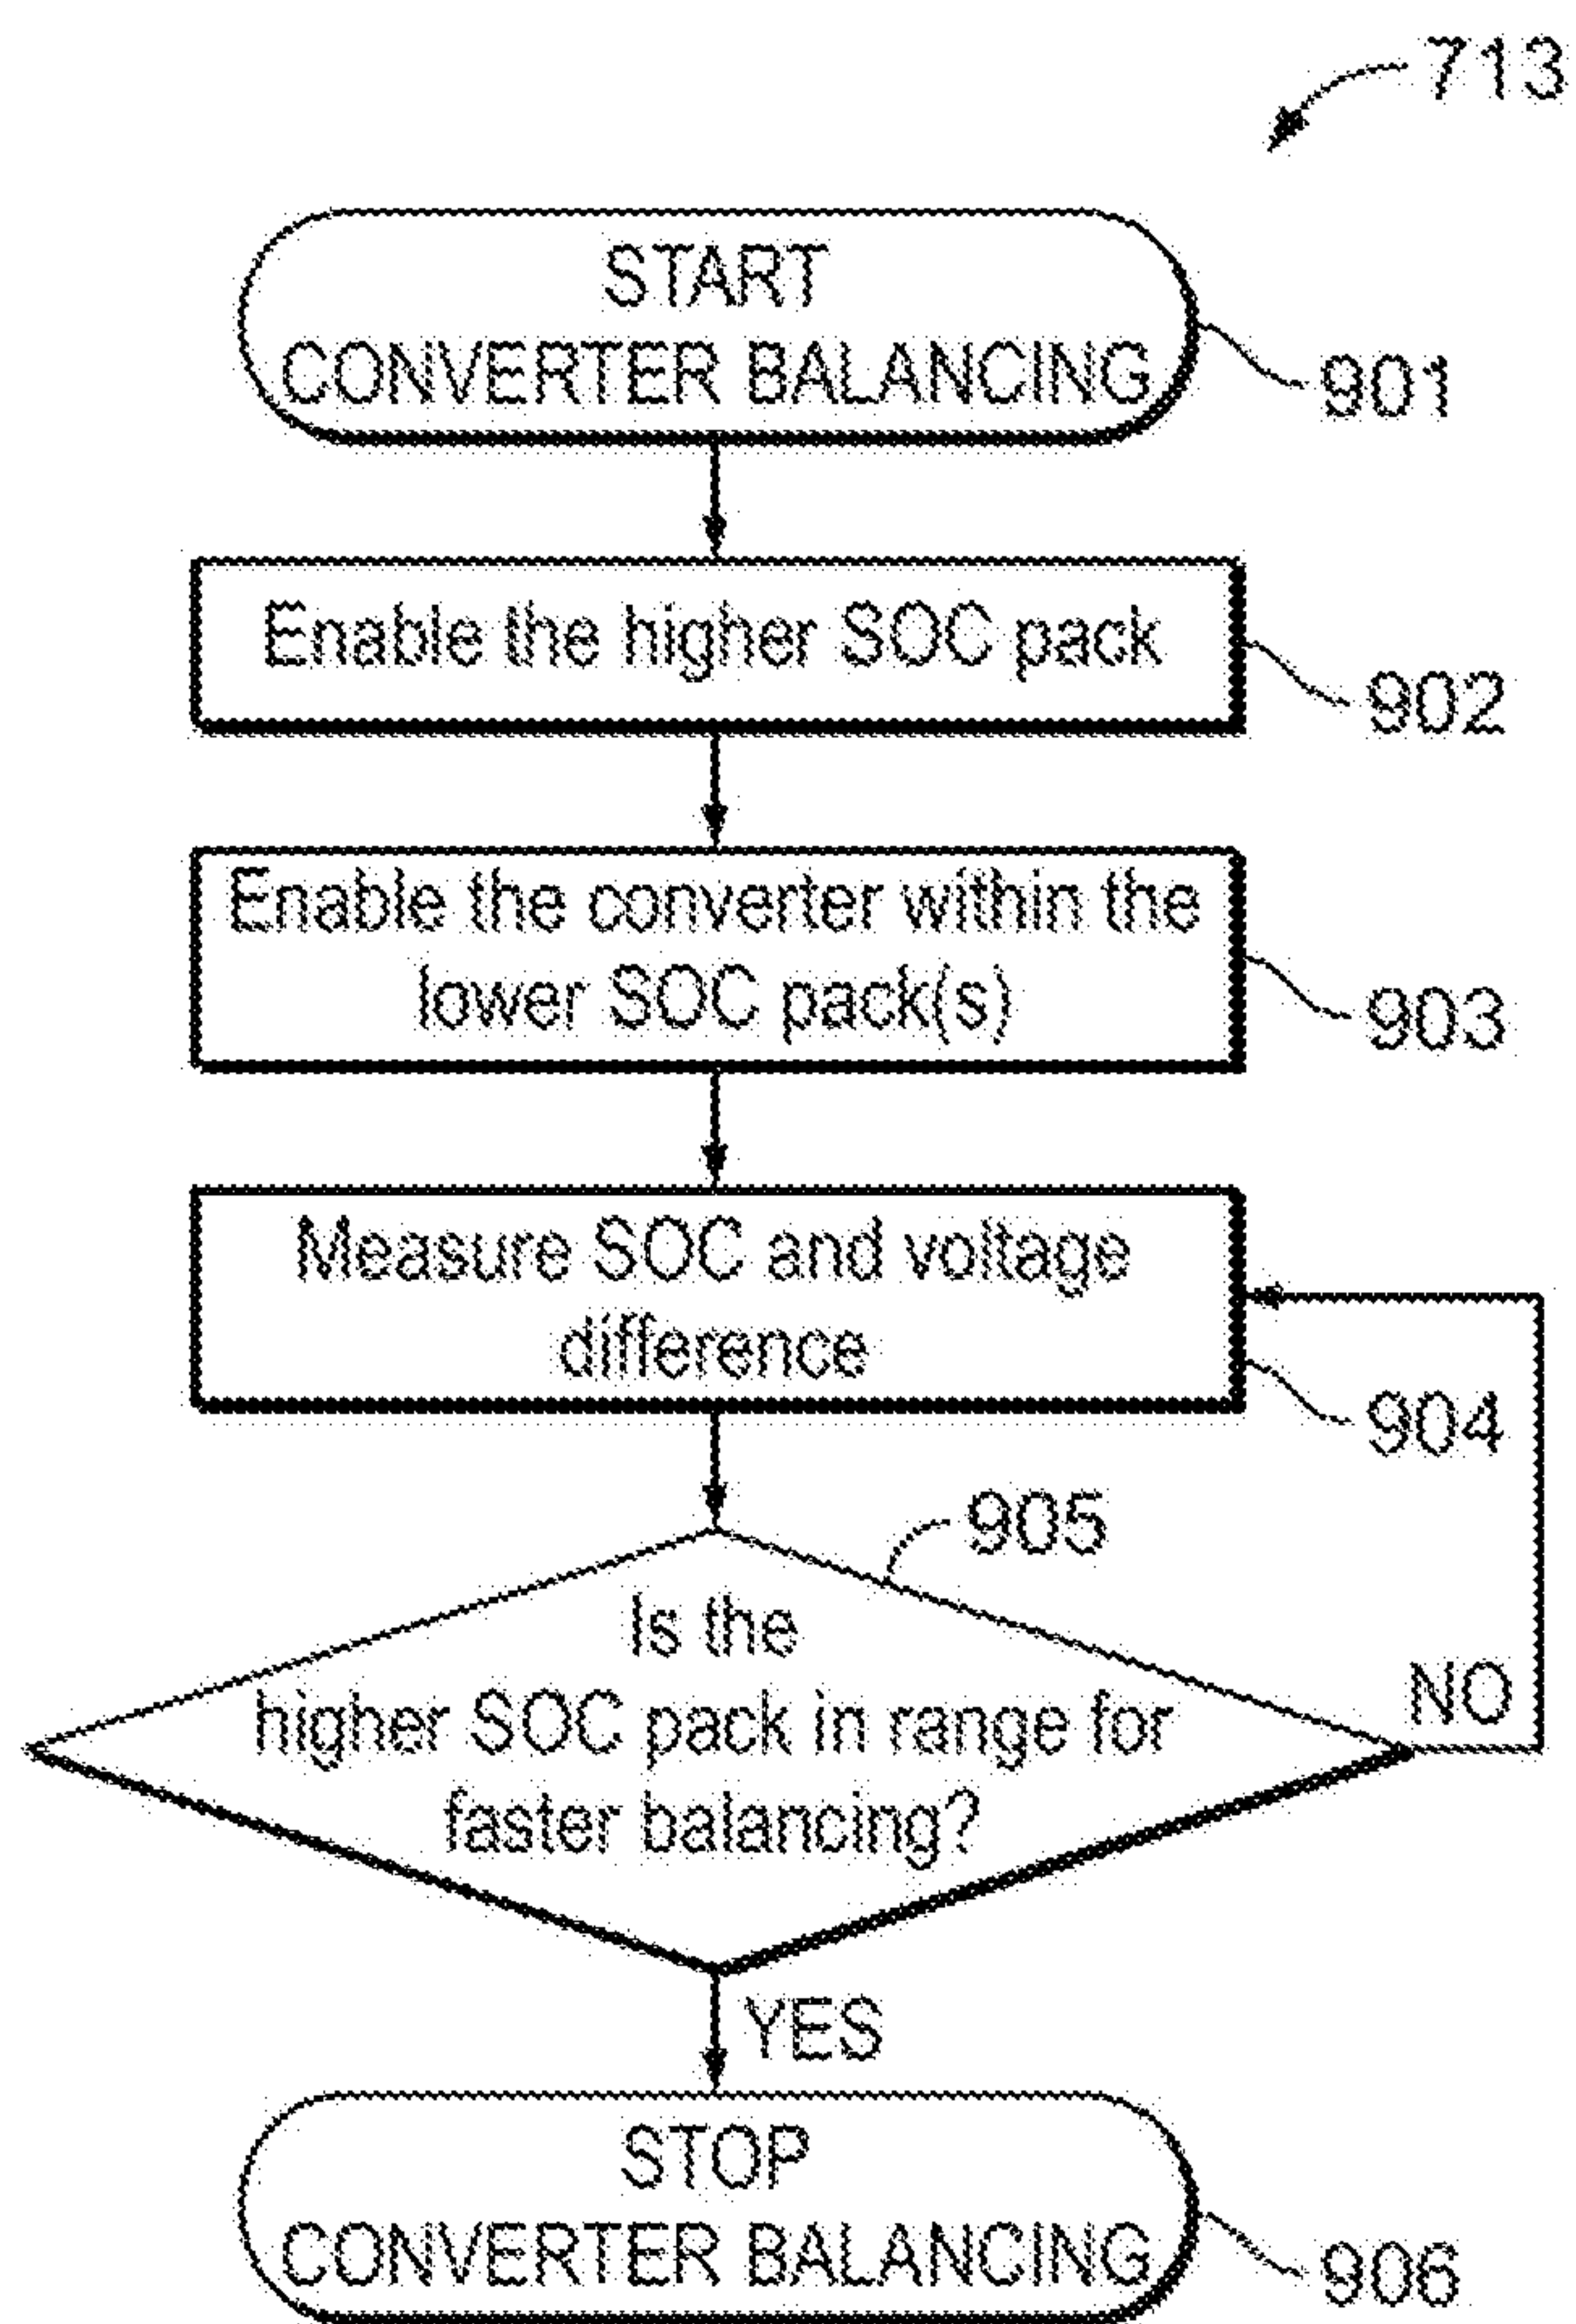 713
START
CONVERTER BALANCING
901
Enable the higher SOC pack
902
Enable the converter within the
lower SOC pack(s)
903
Measure SOC and voltage
difference
904
905
Is the
higher SOC pack in range for
faster balancing?
NO
YES
STOP
CONVERTER BALANCING
906